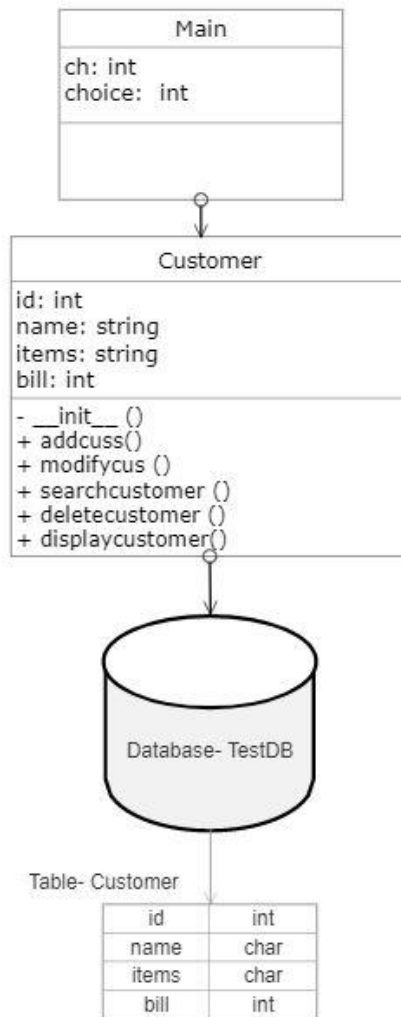 Main
ch: int
choice:  int
Customer
id: int
name: string
items: string
bill: int
- __init__ ()
+ addcuss()
+ modifycus ()
+ searchcustomer ()
+ deletecustomer ()
+ displaycustomer()
Database- TestDB
Table- Customer
id int
name char
items char
bill int